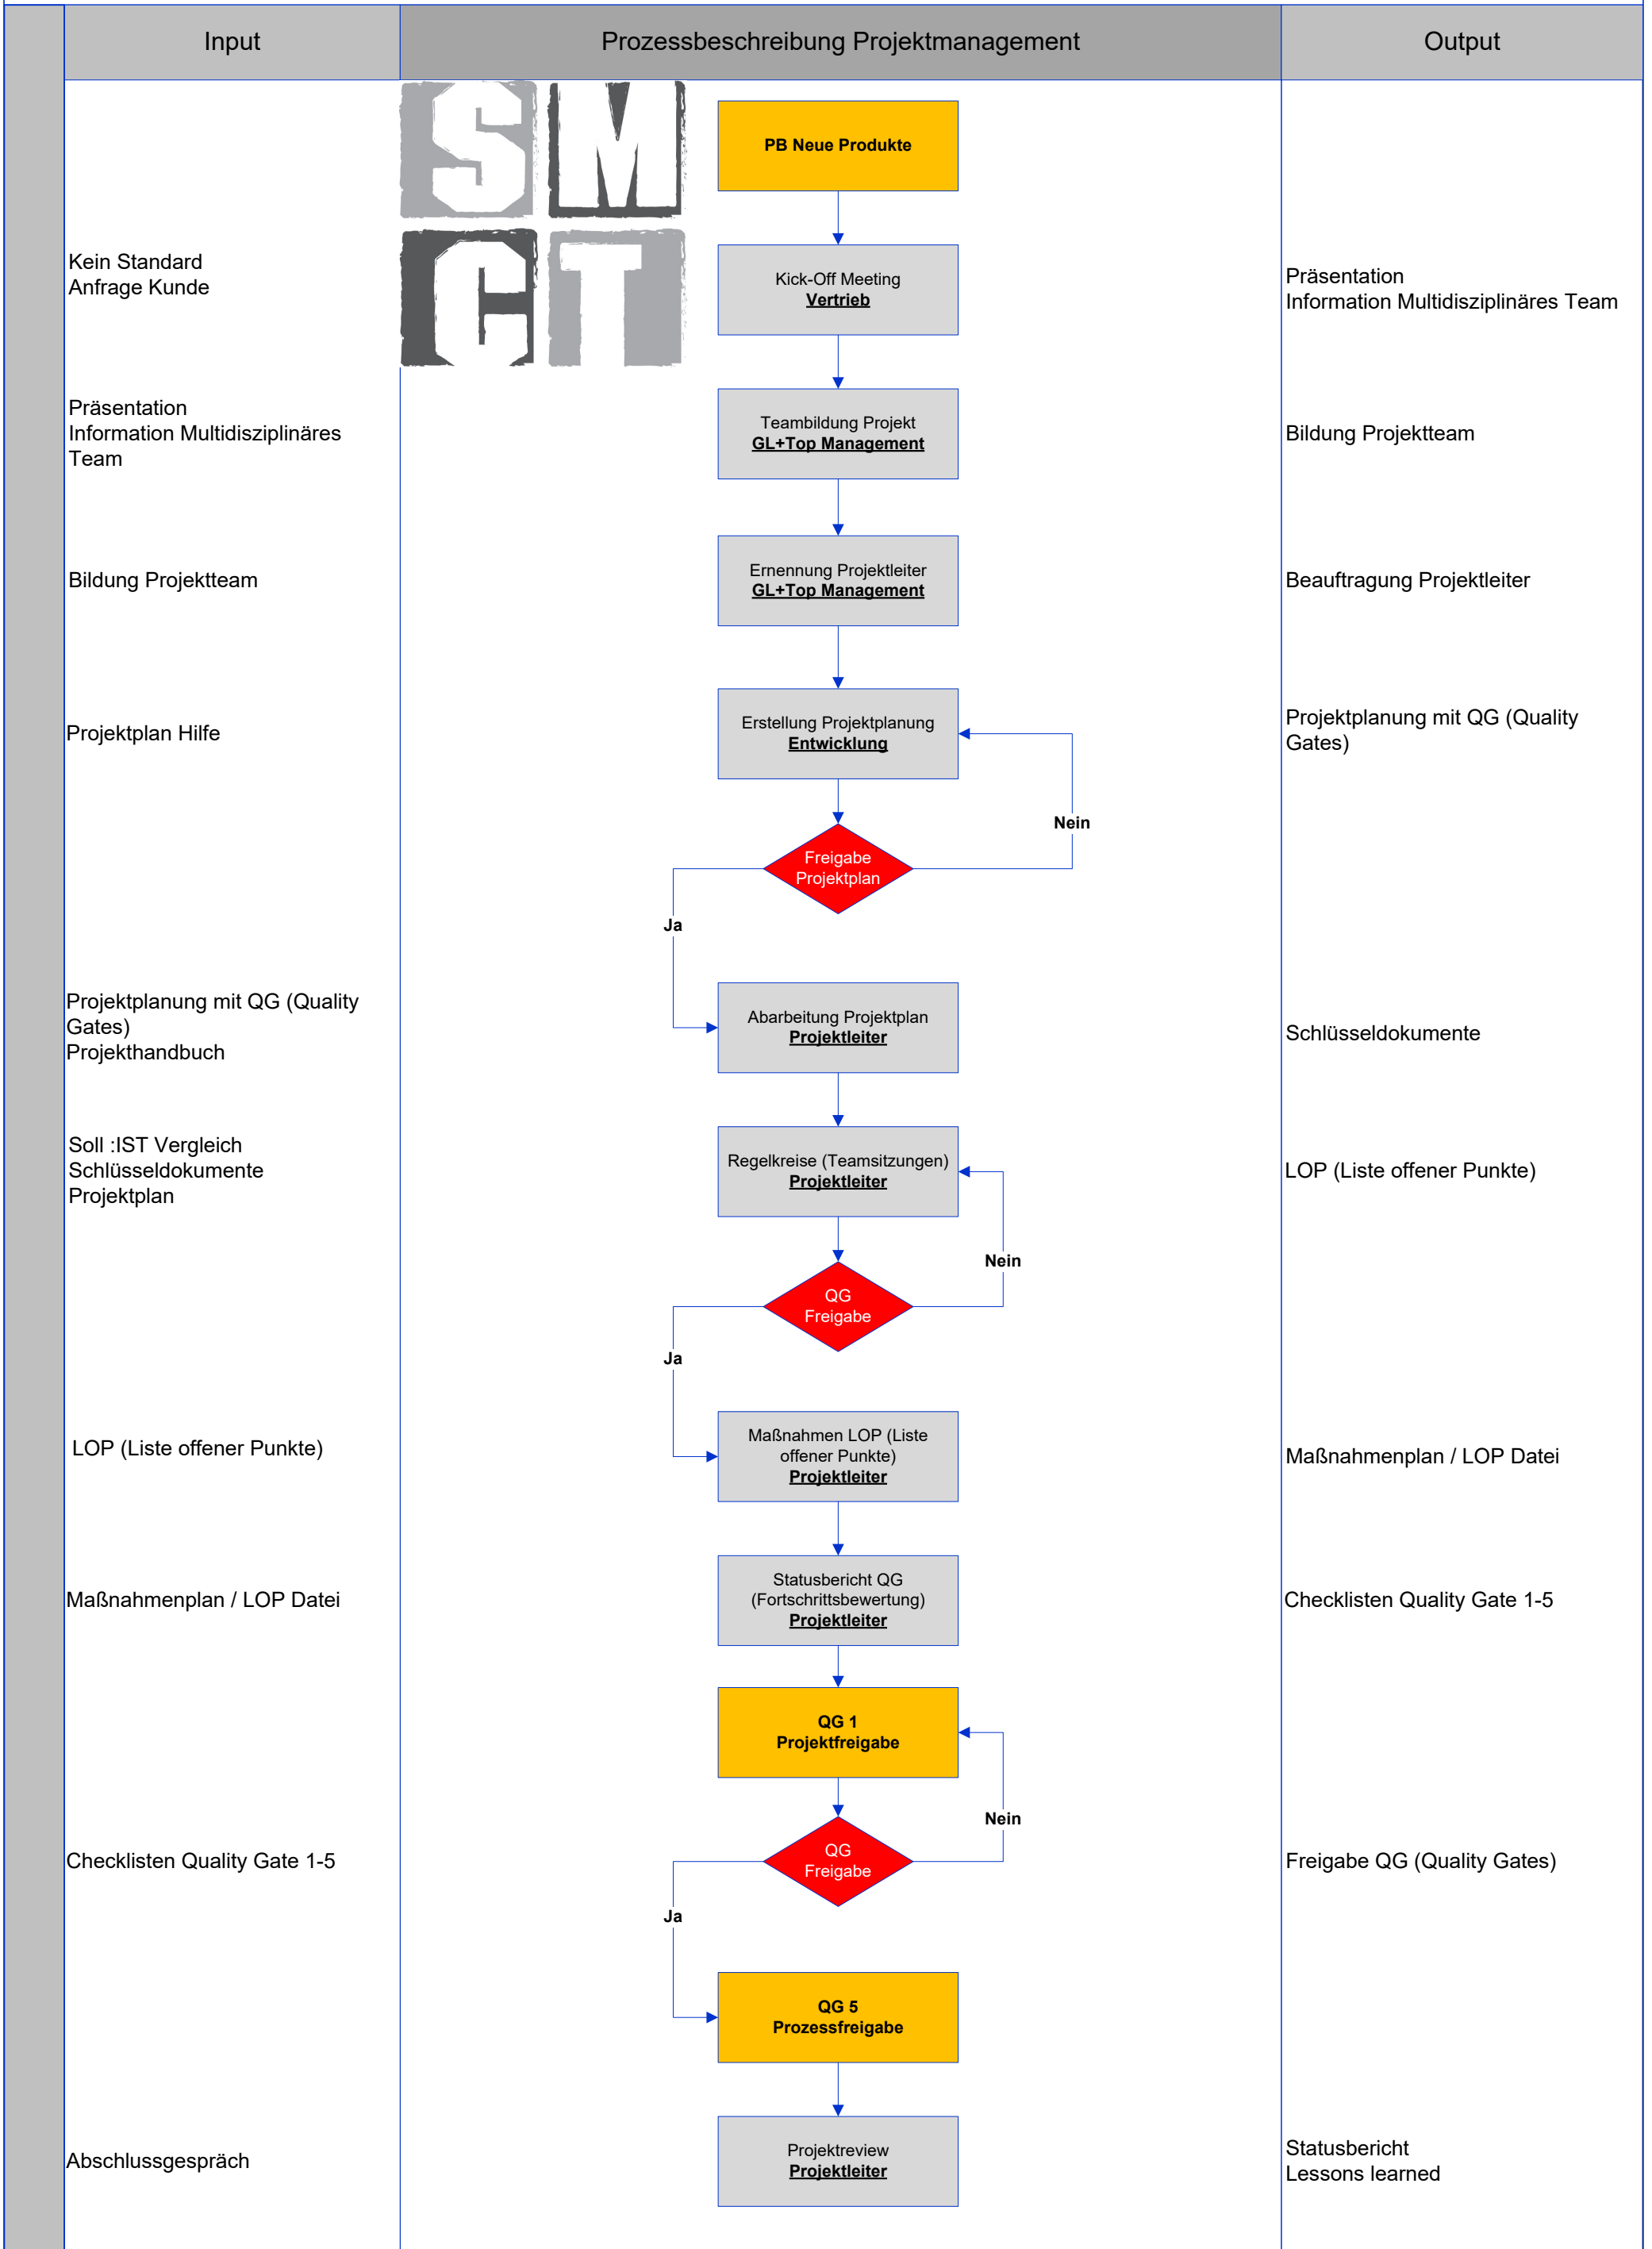 Input
Prozessbeschreibung Projektmanagement
Output
S M
C T
PB Neue Produkte
Kein Standard
Anfrage Kunde
Kick-Off Meeting
Vertrieb
Präsentation
Information Multidisziplinäres Team
Präsentation
Information Multidisziplinäres
Team
Teambildung Projekt
GL+Top Management
Bildung Projektteam
Bildung Projektteam
Ernennung Projektleiter
GL+Top Management
Beauftragung Projektleiter
Projektplan Hilfe
Erstellung Projektplanung
Entwicklung
Projektplanung mit QG (Quality
Gates)
Nein
Freigabe
Projektplan
Ja
Projektplanung mit QG (Quality
Gates)
Projekthandbuch
Abarbeitung Projektplan
Projektleiter
Schlüsseldokumente
Soll :IST Vergleich
Schlüsseldokumente
Projektplan
Regelkreise (Teamsitzungen)
Projektleiter
LOP (Liste offener Punkte)
Nein
QG
Freigabe
Ja
LOP (Liste offener Punkte)
Maßnahmen LOP (Liste
offener Punkte)
Projektleiter
Maßnahmenplan / LOP Datei
Maßnahmenplan / LOP Datei
Statusbericht QG
(Fortschrittsbewertung)
Projektleiter
Checklisten Quality Gate 1-5
QG 1
Projektfreigabe
Nein
Checklisten Quality Gate 1-5
QG
Freigabe
Freigabe QG (Quality Gates)
Ja
QG 5
Prozessfreigabe
Abschlussgespräch
Projektreview
Projektleiter
Statusbericht
Lessons learned